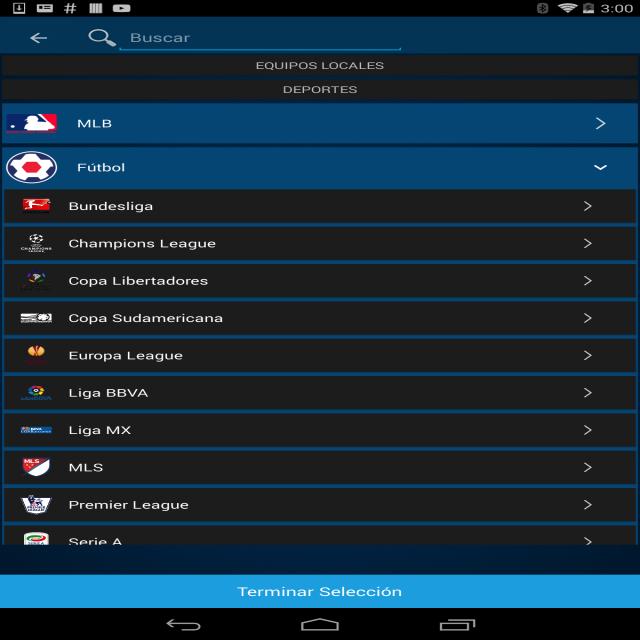 3:00
Buscar
EQUIPOS LOCALES
DEPORTES
MLB
Fútbol
Bundesliga
Champions League
Copa Libertadores
Copa Sudamericana
Europa League
Liga BBVA
Liga MX
MLS
MLS
Premier League
Serie A
Terminar Selección